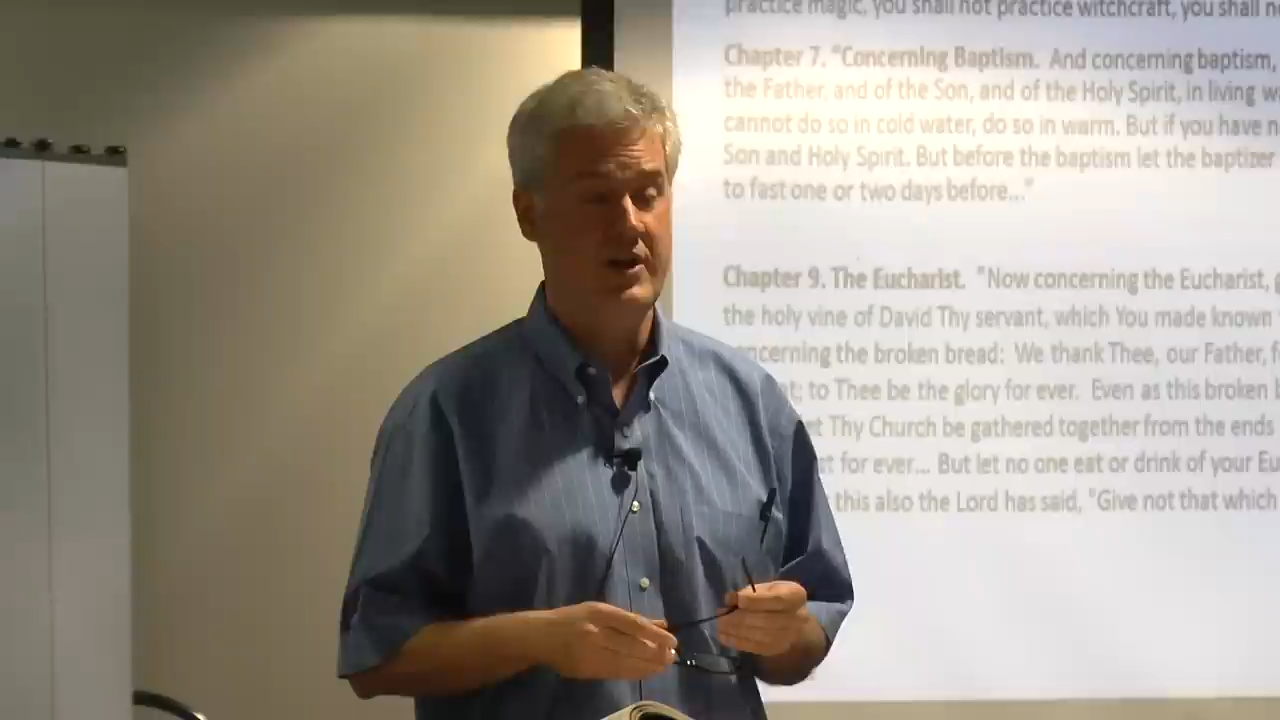 practice magic, you shall not practice witchcraft, you shall
Chapter 7. "Concerning Baptism. And concerning baptism,
the Father, and of the Son, and of the Holy Spirit, in living
cannot do so in cold water, do so in warm. But if you have
Son and Holy Spirit. But before the baptism let the baptizer
to fast one or two days before..."
Chapter 9. The Eucharist. "Now concerning the Eucharist,
the holy vine of David Thy servant, which You made known
concerning the broken bread: We thank Thee, our Father,
to Thee be the glory for ever. Even as this broken
Thy Church be gathered together from the ends
for ever... But let no one eat or drink of your
this also the Lord has said, "Give not that which